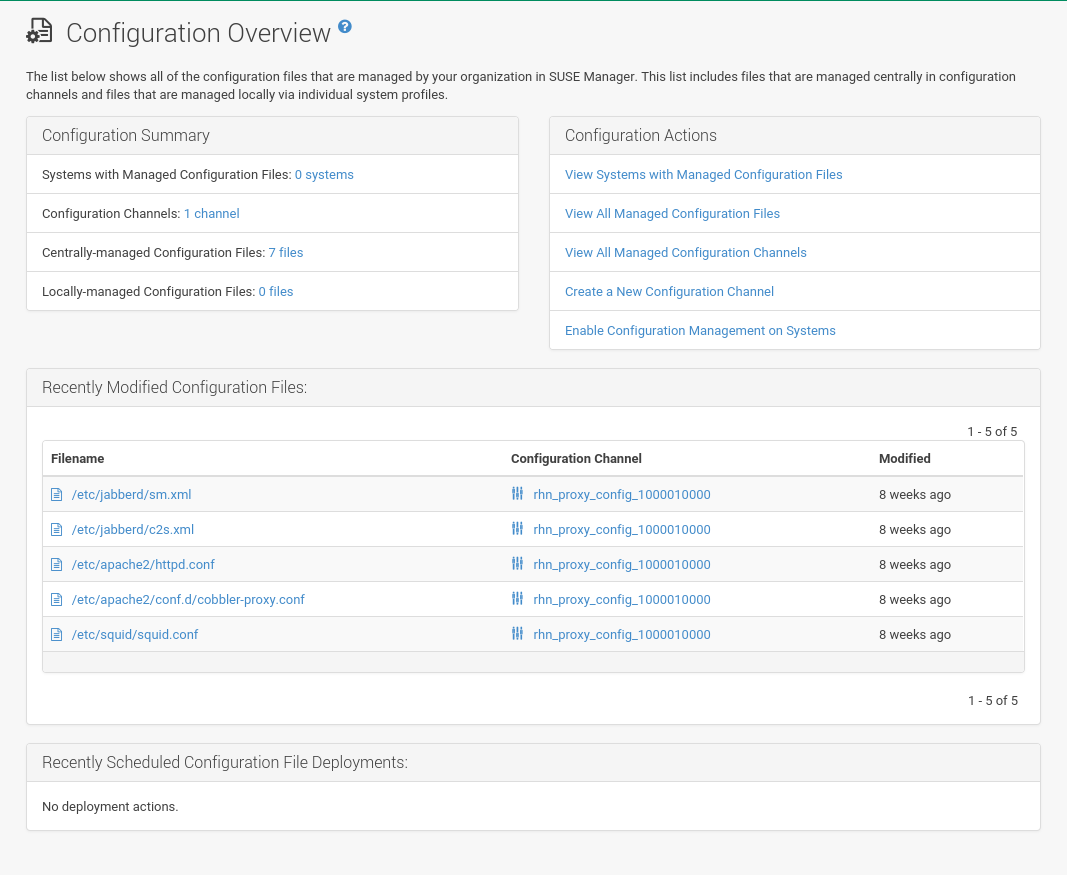 Configuration Overview
The list below shows all of the configuration files that are managed by your organization in SUSE Manager. This list includes files that are managed centrally in configuration
channels and files that are managed locally via individual system profiles.
Configuration Summary
Systems with Managed Configuration Files: 0 systems
Configuration Channels: 1 channel
Centrally-managed Configuration Files: 7 files
Locally-managed Configuration Files: 0 files
Configuration Actions
View Systems with Managed Configuration Files
View All Managed Configuration Files
View All Managed Configuration Channels
Create a New Configuration Channel
Enable Configuration Management on Systems
Recently Modified Configuration Files:
1 - 5 of 5
Filename Configuration Channel Modified
/etc/jabberd/sm.xml rhn_proxy_config_1000010000 8 weeks ago
/etc/jabberd/c2s.xml rhn_proxy_config_1000010000 8 weeks ago
/etc/apache2/httpd.conf rhn_proxy_config_1000010000 8 weeks ago
/etc/apache2/conf.d/cobbler-proxy.conf rhn_proxy_config_1000010000 8 weeks ago
/etc/squid/squid.conf rhn_proxy_config_1000010000 8 weeks ago
1 - 5 of 5
Recently Scheduled Configuration File Deployments:
No deployment actions.